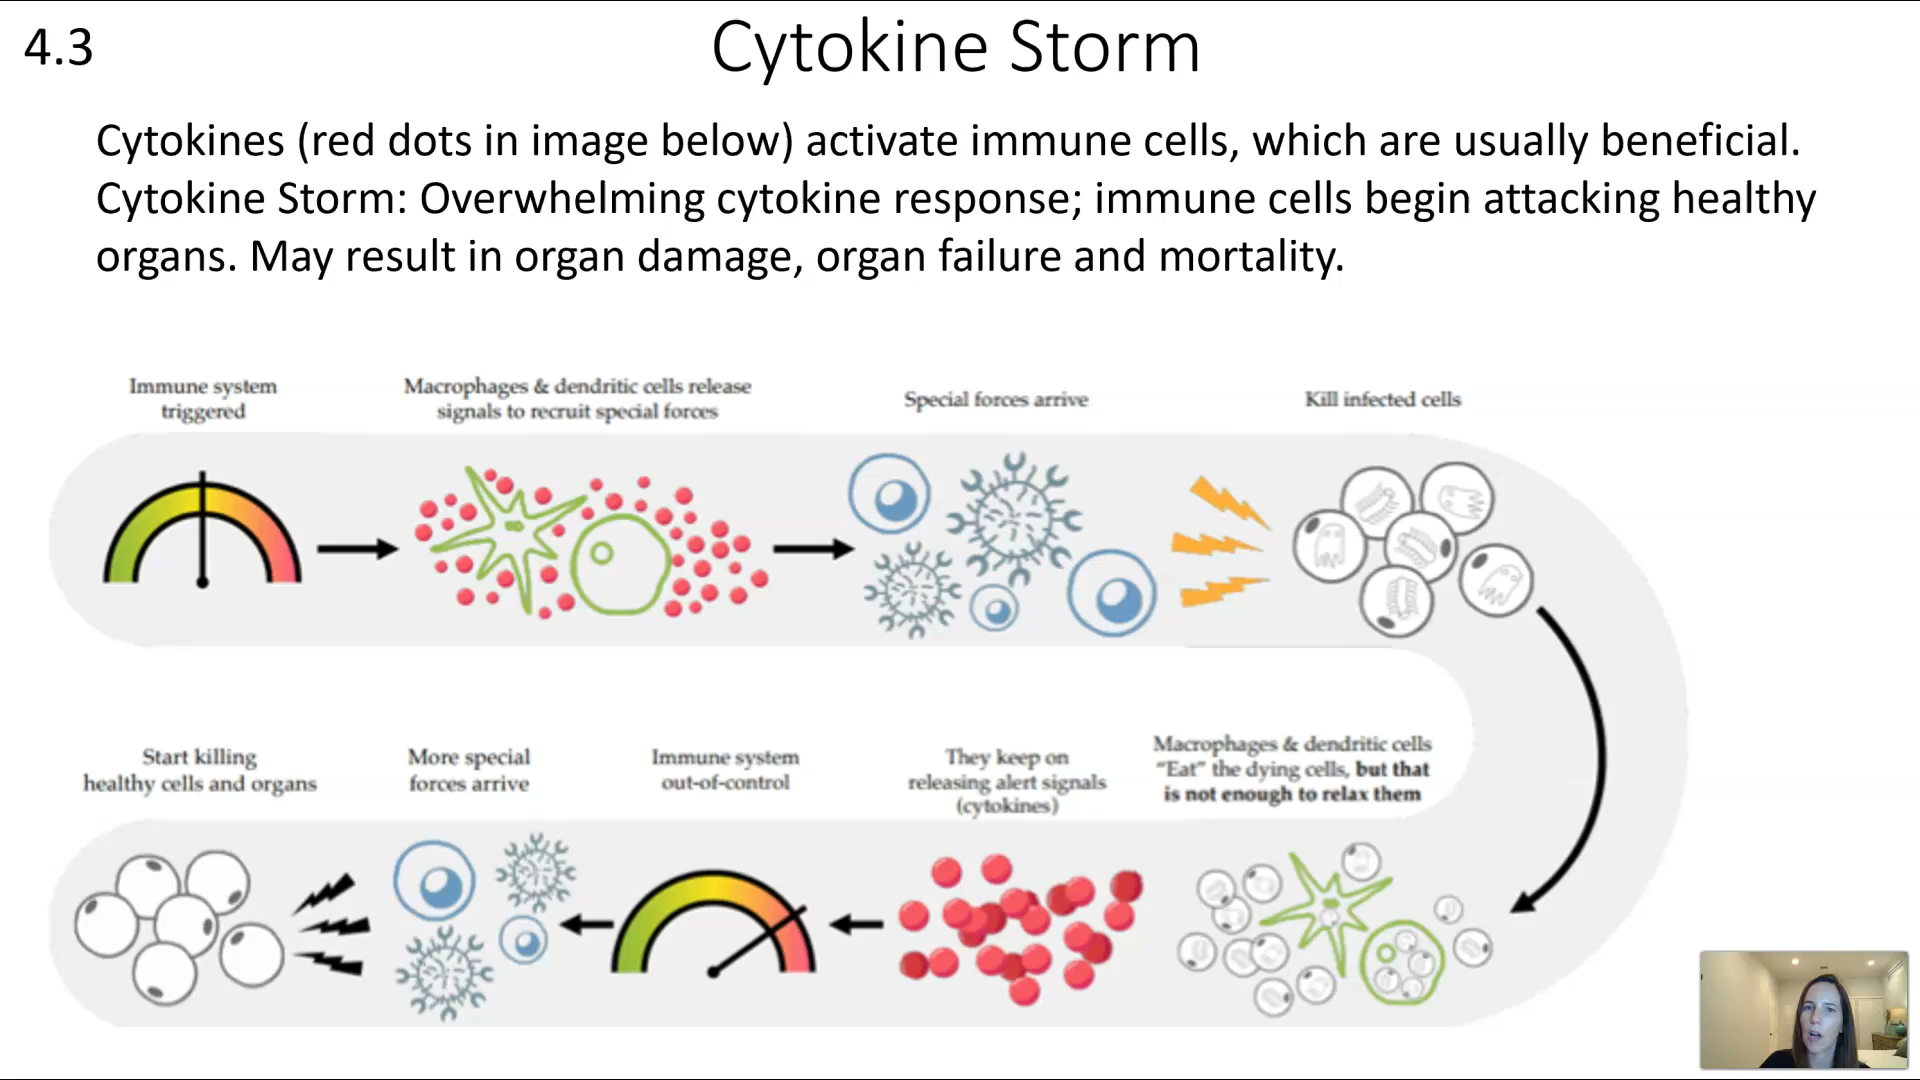 4.3
Cytokine Storm
Cytokines (red dots in image below) activate immune cells, which are usually beneficial.
Cytokine Storm: Overwhelming cytokine response; immune cells begin attacking healthy
organs. May result in organ damage, organ failure and mortality.
Immune system
triggered
Macrophages & dendritic cells release
signals to recruit special forces
Special forces arrive
Kill infected cells
Start killing
healthy cells and organs
More special
forces arrive
Immune system
out-of-control
They keep on
releasing alert signals
(cytokines)
Macrophages & dendritic cells
"Eat" the dying cells, but that
is not enough to relax them